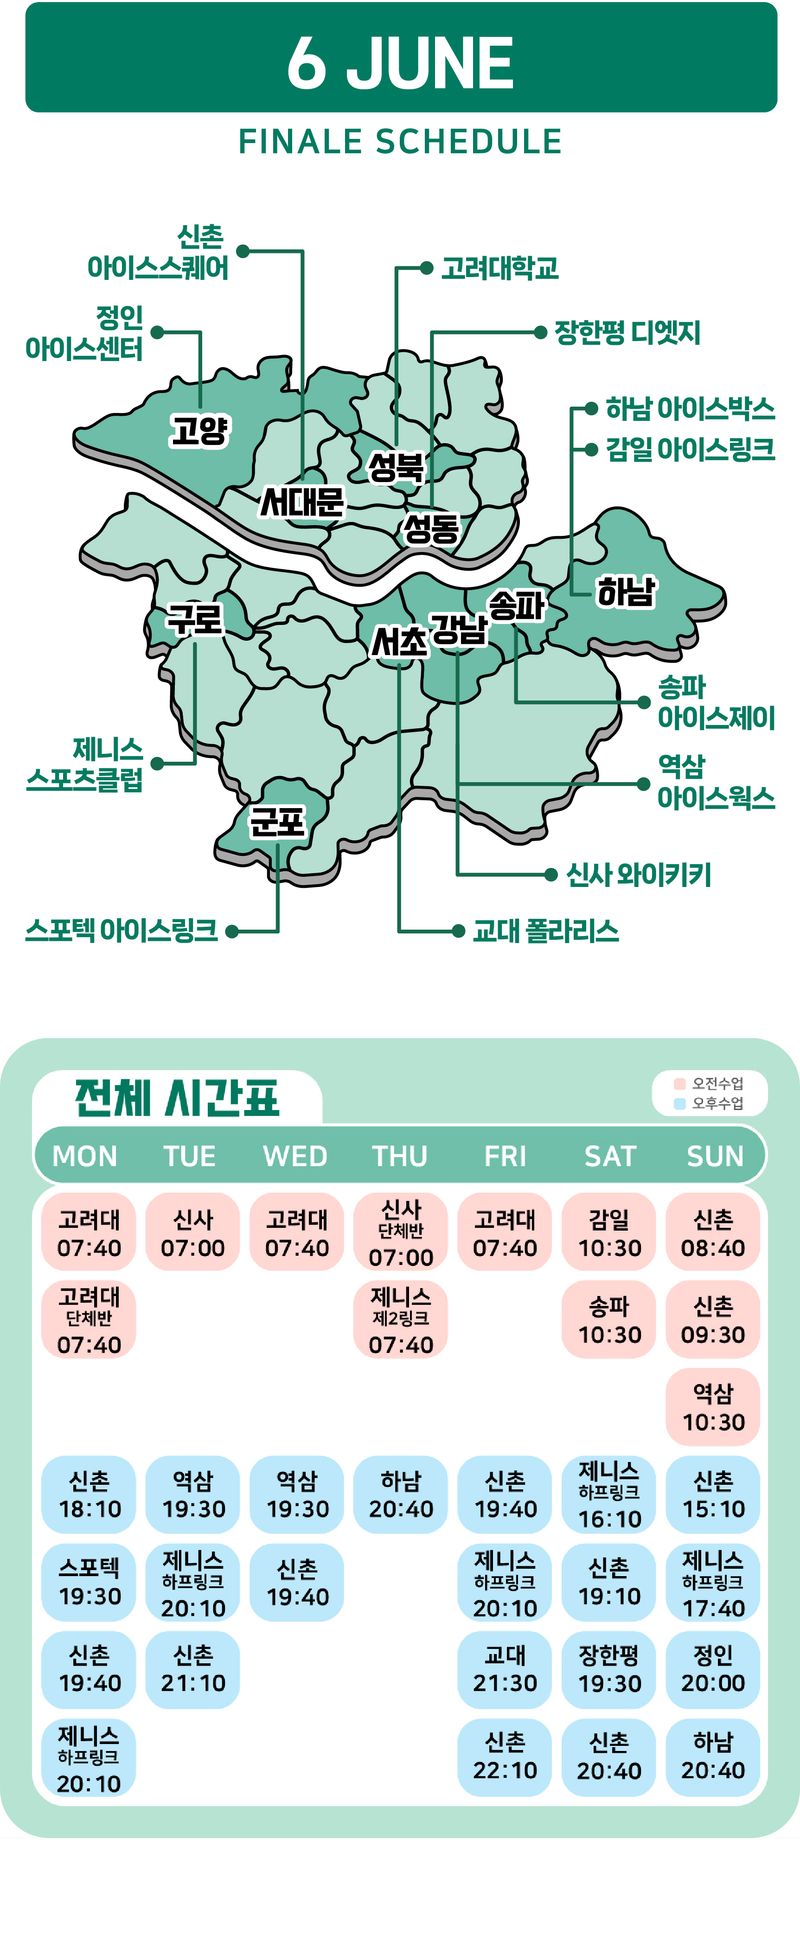 6 JUNE
FINALE SCHEDULE
신촌
아이스스퀘어
고려대학교
정인
아이스센터
장한평 디엣지
하남 아이스박스
감일 아이스링크
고양
성북
서대문
성동
하남
송파
구로
강남
서초
송파
아이스제이
제니스
스포츠클럽
역삼
아이스웍스
군포
신사 와이키키
스포텍 아이스링크
교대 폴라리스
전체 시간표
오전수업
오후수업
MON TUE WED THU FRI SAT SUN
고려대
07:40
신사
07:00
고려대
07:40
신사
단체반
07:00
고려대
07:40
감일
10:30
신촌
08:40
고려대
단체반
07:40
제니스
제2링크
07:40
송파
10:30
신촌
09:30
역삼
10:30
신촌
18:10
역삼
19:30
역삼
19:30
하남
20:40
신촌
19:40
제니스
하프링크
16:10
신촌
15:10
스포텍
19:30
제니스
하프링크
20:10
신촌
19:40
제니스
하프링크
20:10
신촌
19:10
제니스
하프링크
17:40
신촌
19:40
신촌
21:10
교대
21:30
장한평
19:30
정인
20:00
제니스
하프링크
20:10
신촌
22:10
신촌
20:40
하남
20:40